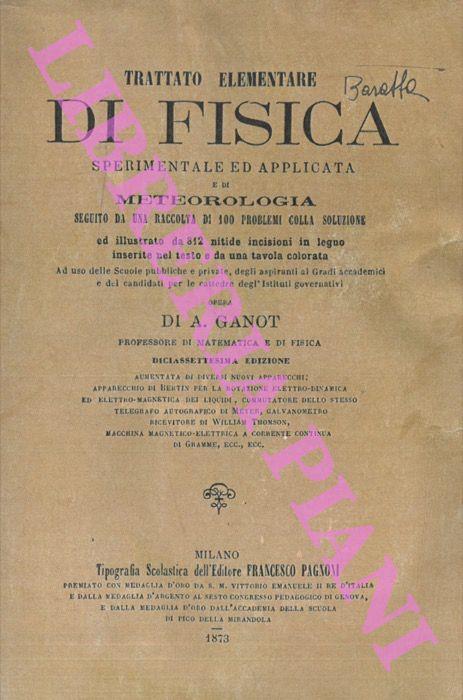 TRATTATO ELEMENTARE
Baratta
DI FISICA
SPERIMENTALE ED APPLICATA
E DI
METEOROLOGIA
SEGUITO DA UNA RACCOLTA DI 100 PROBLEMI COLLA SOLUZIONE
ed illustrato da 812 nitide incisioni in legno
inserite nel testo e da una tavola colorata
Ad uso delle Scuole pubbliche e private, degli aspiranti ai Gradi accademici
e dei candidati per le cattedre degl'Istituti governativi
OPERA
DI A. GANOT
PROFESSORE DI MATEMATICA E DI FISICA
DICIASSETTESIMA EDIZIONE
AUMENTATA DI DIVERSI NUOVI APPARECCHI:
APPARECCHIO DI BERTIN PER LA ROTAZIONE ELETTRO-DINAMICA
ED ELETTRO-MAGNETICA DEI LIQUIDI, COMMUTATORE DELLO STESSO
TELEGRAFO AUTOGRAFICO DI MEYER, GALVANOMETRO
RICEVITORE DI WILLIAM THOMSON,
MACCHINA MAGNETICO-ELETTRICA A CORRENTE CONTINUA
DI GRAMME, ECC., ECC.
MILANO
Tipografia Scolastica dell'Editore FRANCESCO PAGNONI
PREMIATO CON MEDAGLIA D'ORO DA S. M. VITTORIO EMANUELE II RE D'ITALIA
E DALLA MEDAGLIA D'ARGENTO AL SESTO CONGRESSO PEDAGOGICO DI GENOVA,
E DALLA MEDAGLIA D'ORO DALL'ACCADEMIA DELLA SCUOLA
DI PICO DELLA MIRANDOLA
1873
LIBRERIA PIANI